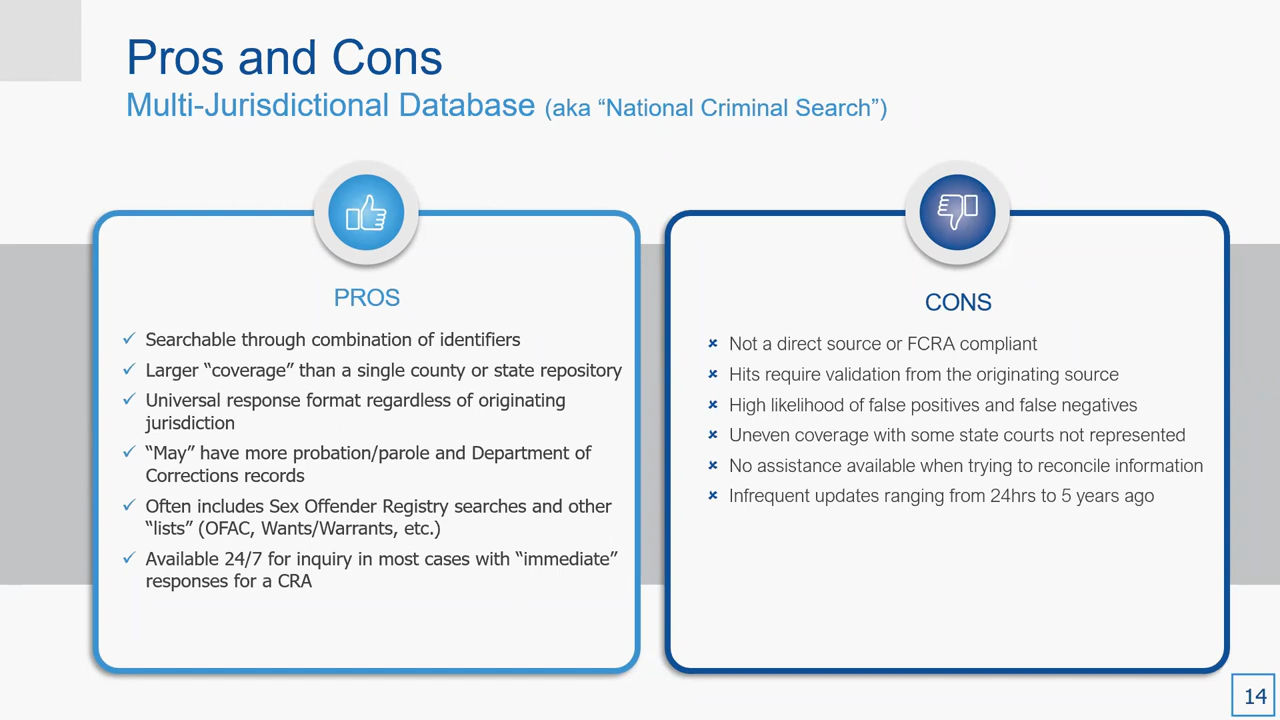 Pros and Cons
Multi-Jurisdictional Database (aka “National Criminal Search”)
PROS
Searchable through combination of identifiers
Larger “coverage” than a single county or state repository
Universal response format regardless of originating
jurisdiction
“May” have more probation/parole and Department of
Corrections records
Often includes Sex Offender Registry searches and other
“lists” (OFAC, Wants/Warrants, etc.)
Available 24/7 for inquiry in most cases with “immediate”
responses for a CRA
CONS
Not a direct source or FCRA compliant
Hits require validation from the originating source
High likelihood of false positives and false negatives
Uneven coverage with some state courts not represented
No assistance available when trying to reconcile information
Infrequent updates ranging from 24hrs to 5 years ago
14